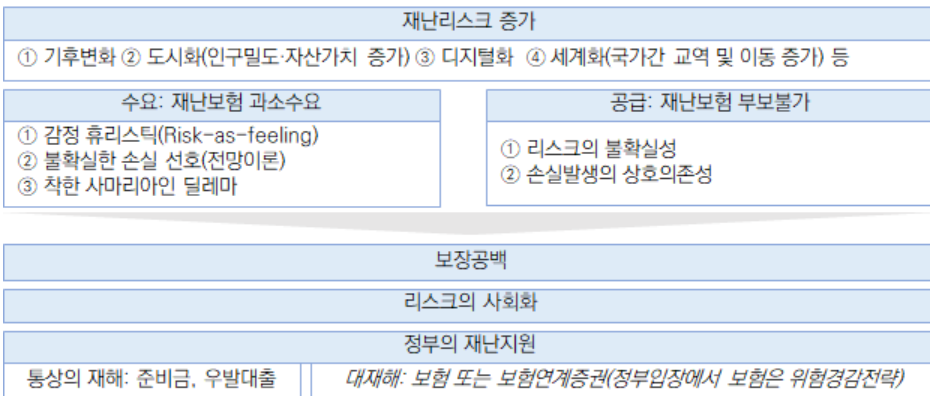 재난리스크 증가
① 기후변화 ② 도시화(인구밀도·자산가치 증가) ③ 디지털화 ④ 세계화(국가간 교역 및 이동 증가) 등
수요: 재난보험 과소수요
① 감정 휴리스틱(Risk-as-feeling)
② 불확실한 손실 선호(전망이론)
③ 착한 사마리아인 딜레마
공급: 재난보험 부보불가
① 리스크의 불확실성
② 손실발생의 상호의존성
보장공백
리스크의 사회화
정부의 재난지원
통상의 재해: 준비금, 우발대출
대재해: 보험 또는 보험연계증권(정부입장에서 보험은 위험경감전략)